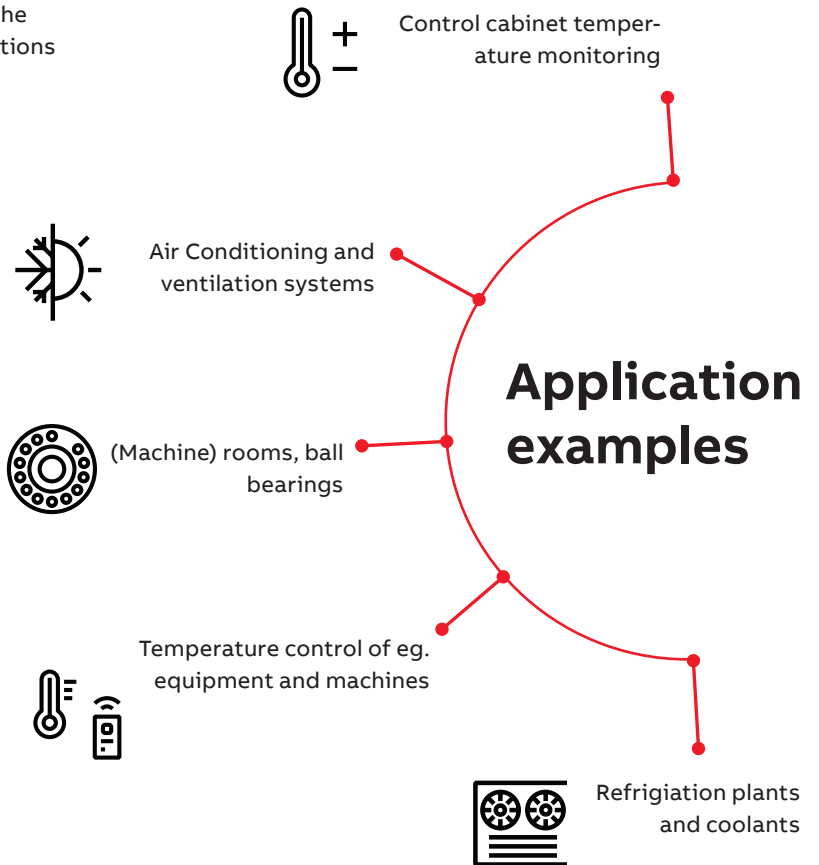 he
tions
Control cabinet temper-
ature monitoring
Air Conditioning and
ventilation systems
Application
examples
(Machine) rooms, ball
bearings
Temperature control of eg.
equipment and machines
Refrigiation plants
and coolants